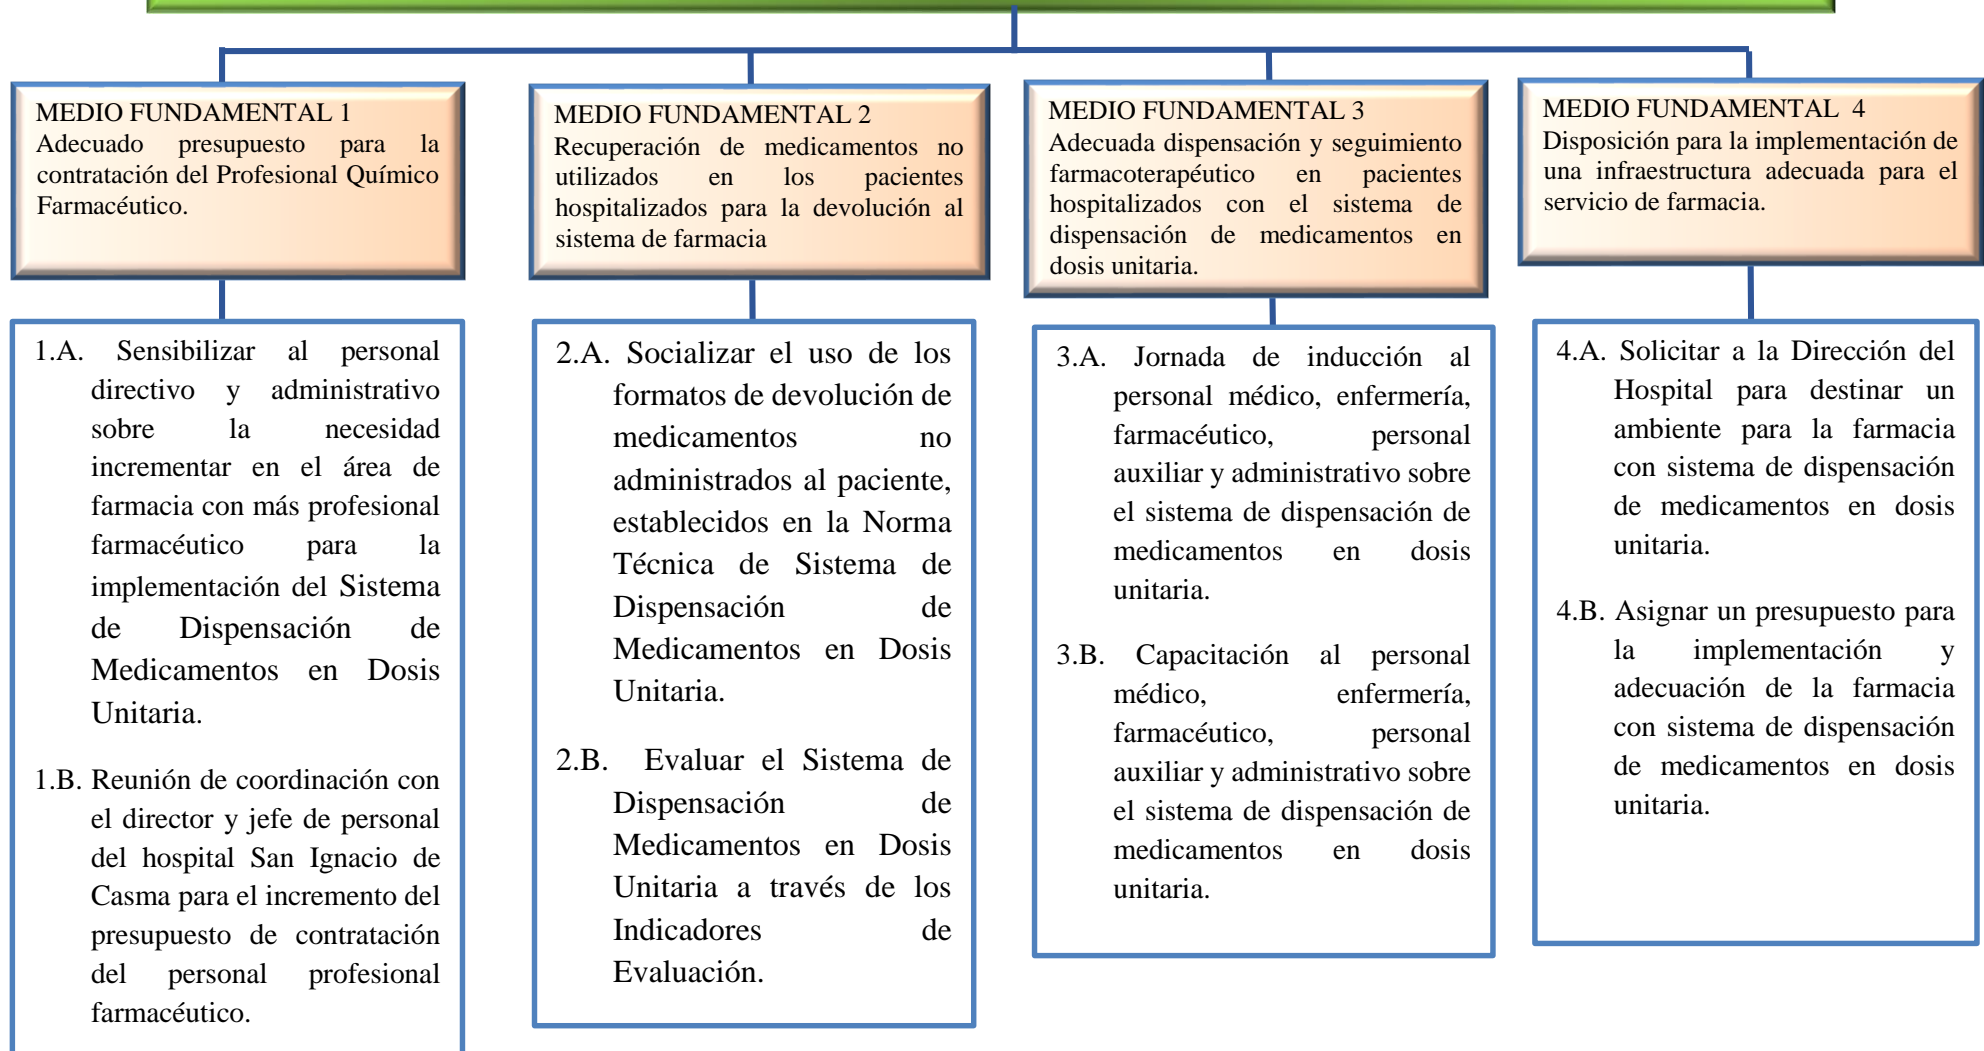 MEDIO FUNDAMENTAL 1
Adecuado presupuesto para la
contratación del Profesional Químico
Farmacéutico.
MEDIO FUNDAMENTAL 2
Recuperación de medicamentos no
utilizados en los pacientes
hospitalizados para la devolución al
sistema de farmacia
MEDIO FUNDAMENTAL 3
Adecuada dispensación y seguimiento
farmacoterapéutico en pacientes
hospitalizados con el sistema de
dispensación de medicamentos en
dosis unitaria.
MEDIO FUNDAMENTAL 4
Disposición para la implementación de
una infraestructura adecuada para el
servicio de farmacia.
1.A. Sensibilizar al personal
directivo y administrativo
sobre la necesidad
incrementar en el área de
farmacia con más profesional
farmacéutico para la
implementación del Sistema
de Dispensación de
Medicamentos en Dosis
Unitaria.
1.B. Reunión de coordinación con
el director y jefe de personal
del hospital San Ignacio de
Casma para el incremento del
presupuesto de contratación
del personal profesional
farmacéutico.
2.A. Socializar el uso de los
formatos de devolución de
medicamentos no
administrados al paciente,
establecidos en la Norma
Técnica de Sistema de
Dispensación de
Medicamentos en Dosis
Unitaria.
2.B. Evaluar el Sistema de
Dispensación de
Medicamentos en Dosis
Unitaria a través de los
Indicadores de
Evaluación.
3.A. Jornada de inducción al
personal médico, enfermería,
farmacéutico, personal
auxiliar y administrativo sobre
el sistema de dispensación de
medicamentos en dosis
unitaria.
3.B. Capacitación al personal
médico, enfermería,
farmacéutico, personal
auxiliar y administrativo sobre
el sistema de dispensación de
medicamentos en dosis
unitaria.
4.A. Solicitar a la Dirección del
Hospital para destinar un
ambiente para la farmacia
con sistema de dispensación
de medicamentos en dosis
unitaria.
4.B. Asignar un presupuesto para
la implementación y
adecuación de la farmacia
con sistema de dispensación
de medicamentos en dosis
unitaria.